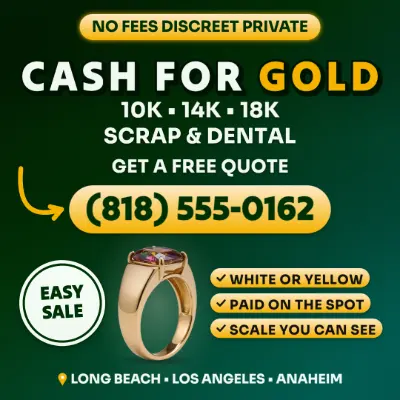 NO FEES DISCREET PRIVATE
CASH FOR GOLD
10K • 14K • 18K
SCRAP & DENTAL
GET A FREE QUOTE
(818) 555-0162
EASY
SALE
WHITE OR YELLOW
PAID ON THE SPOT
SCALE YOU CAN SEE
LONG BEACH • LOS ANGELES • ANAHEIM